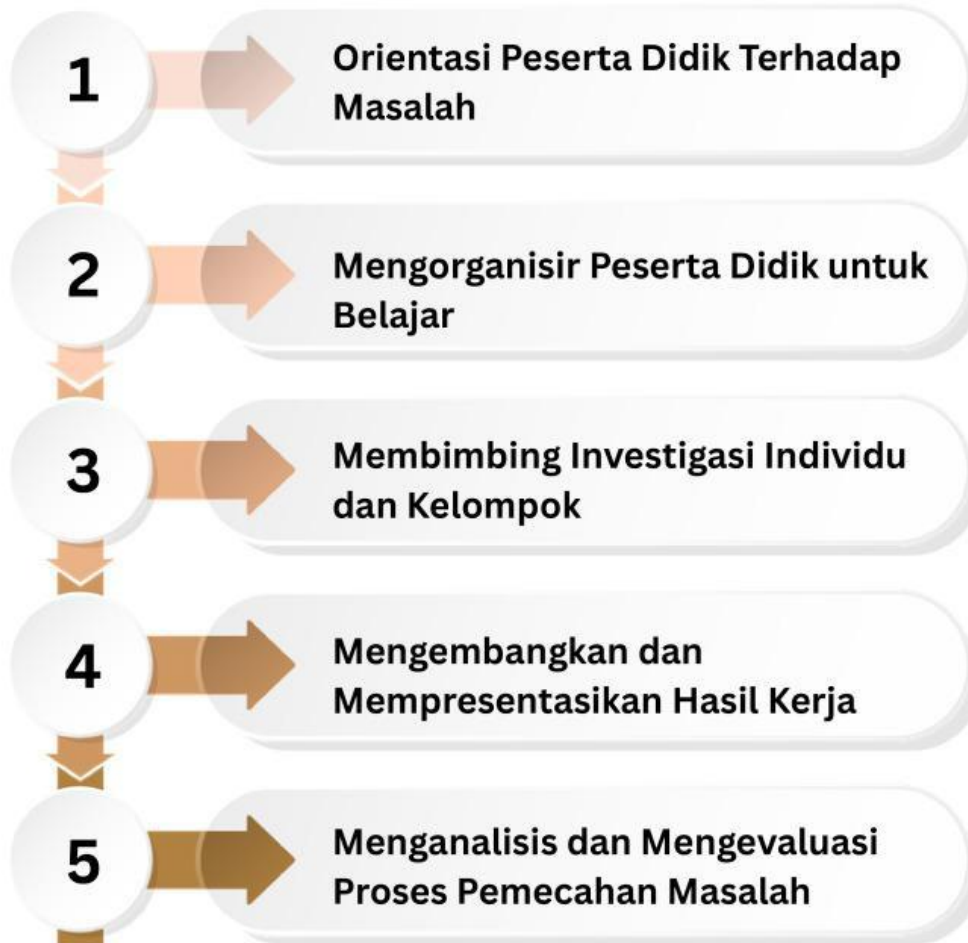 1
Orientasi Peserta Didik Terhadap
Masalah
2
Mengorganisir Peserta Didik untuk
Belajar
3
Membimbing Investigasi Individu
dan Kelompok
4
Mengembangkan dan
Mempresentasikan Hasil Kerja
5
Menganalisis dan Mengevaluasi
Proses Pemecahan Masalah